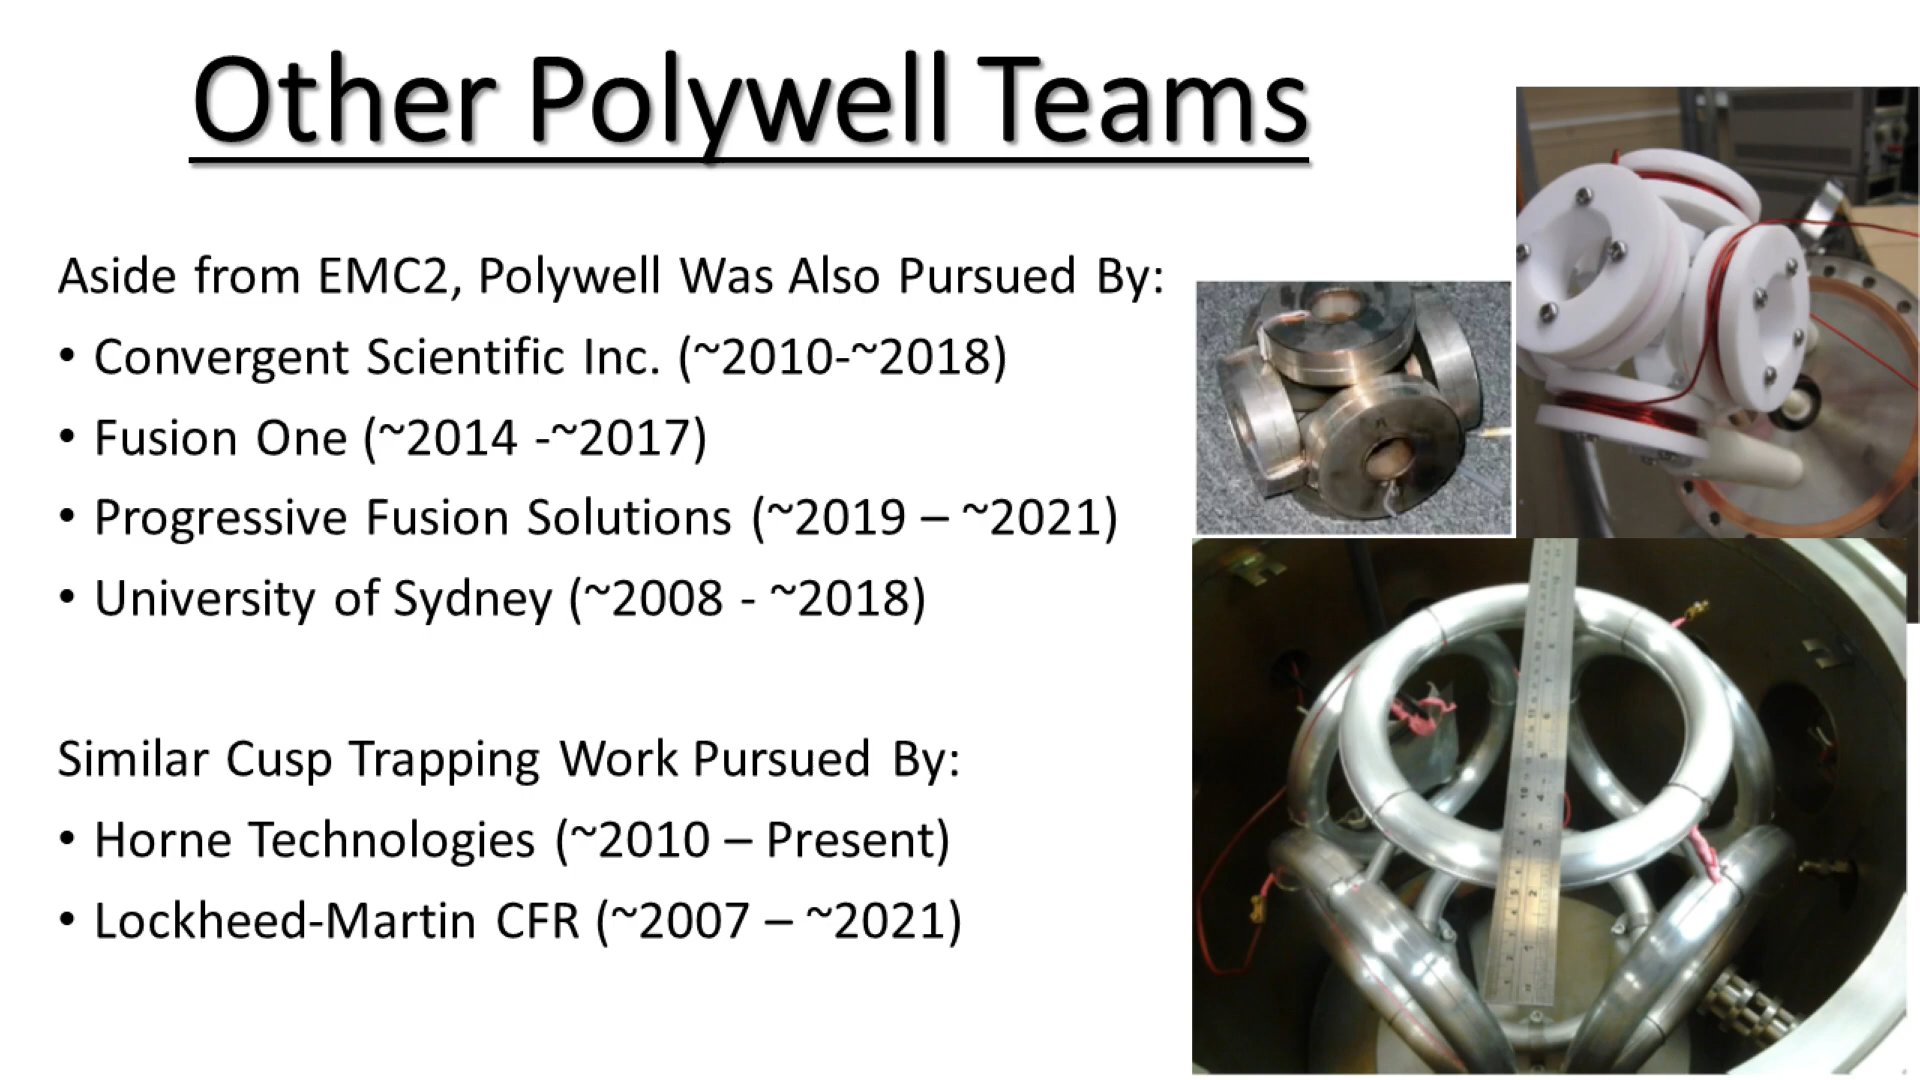 Other Polywell Teams
Aside from EMC2, Polywell Was Also Pursued By:
• Convergent Scientific Inc. (~2010-~2018)
• Fusion One (~2014 -~2017)
• Progressive Fusion Solutions (~2019 – ~2021)
• University of Sydney (~2008 - ~2018)
Similar Cusp Trapping Work Pursued By:
• Horne Technologies (~2010 – Present)
• Lockheed-Martin CFR (~2007 – ~2021)